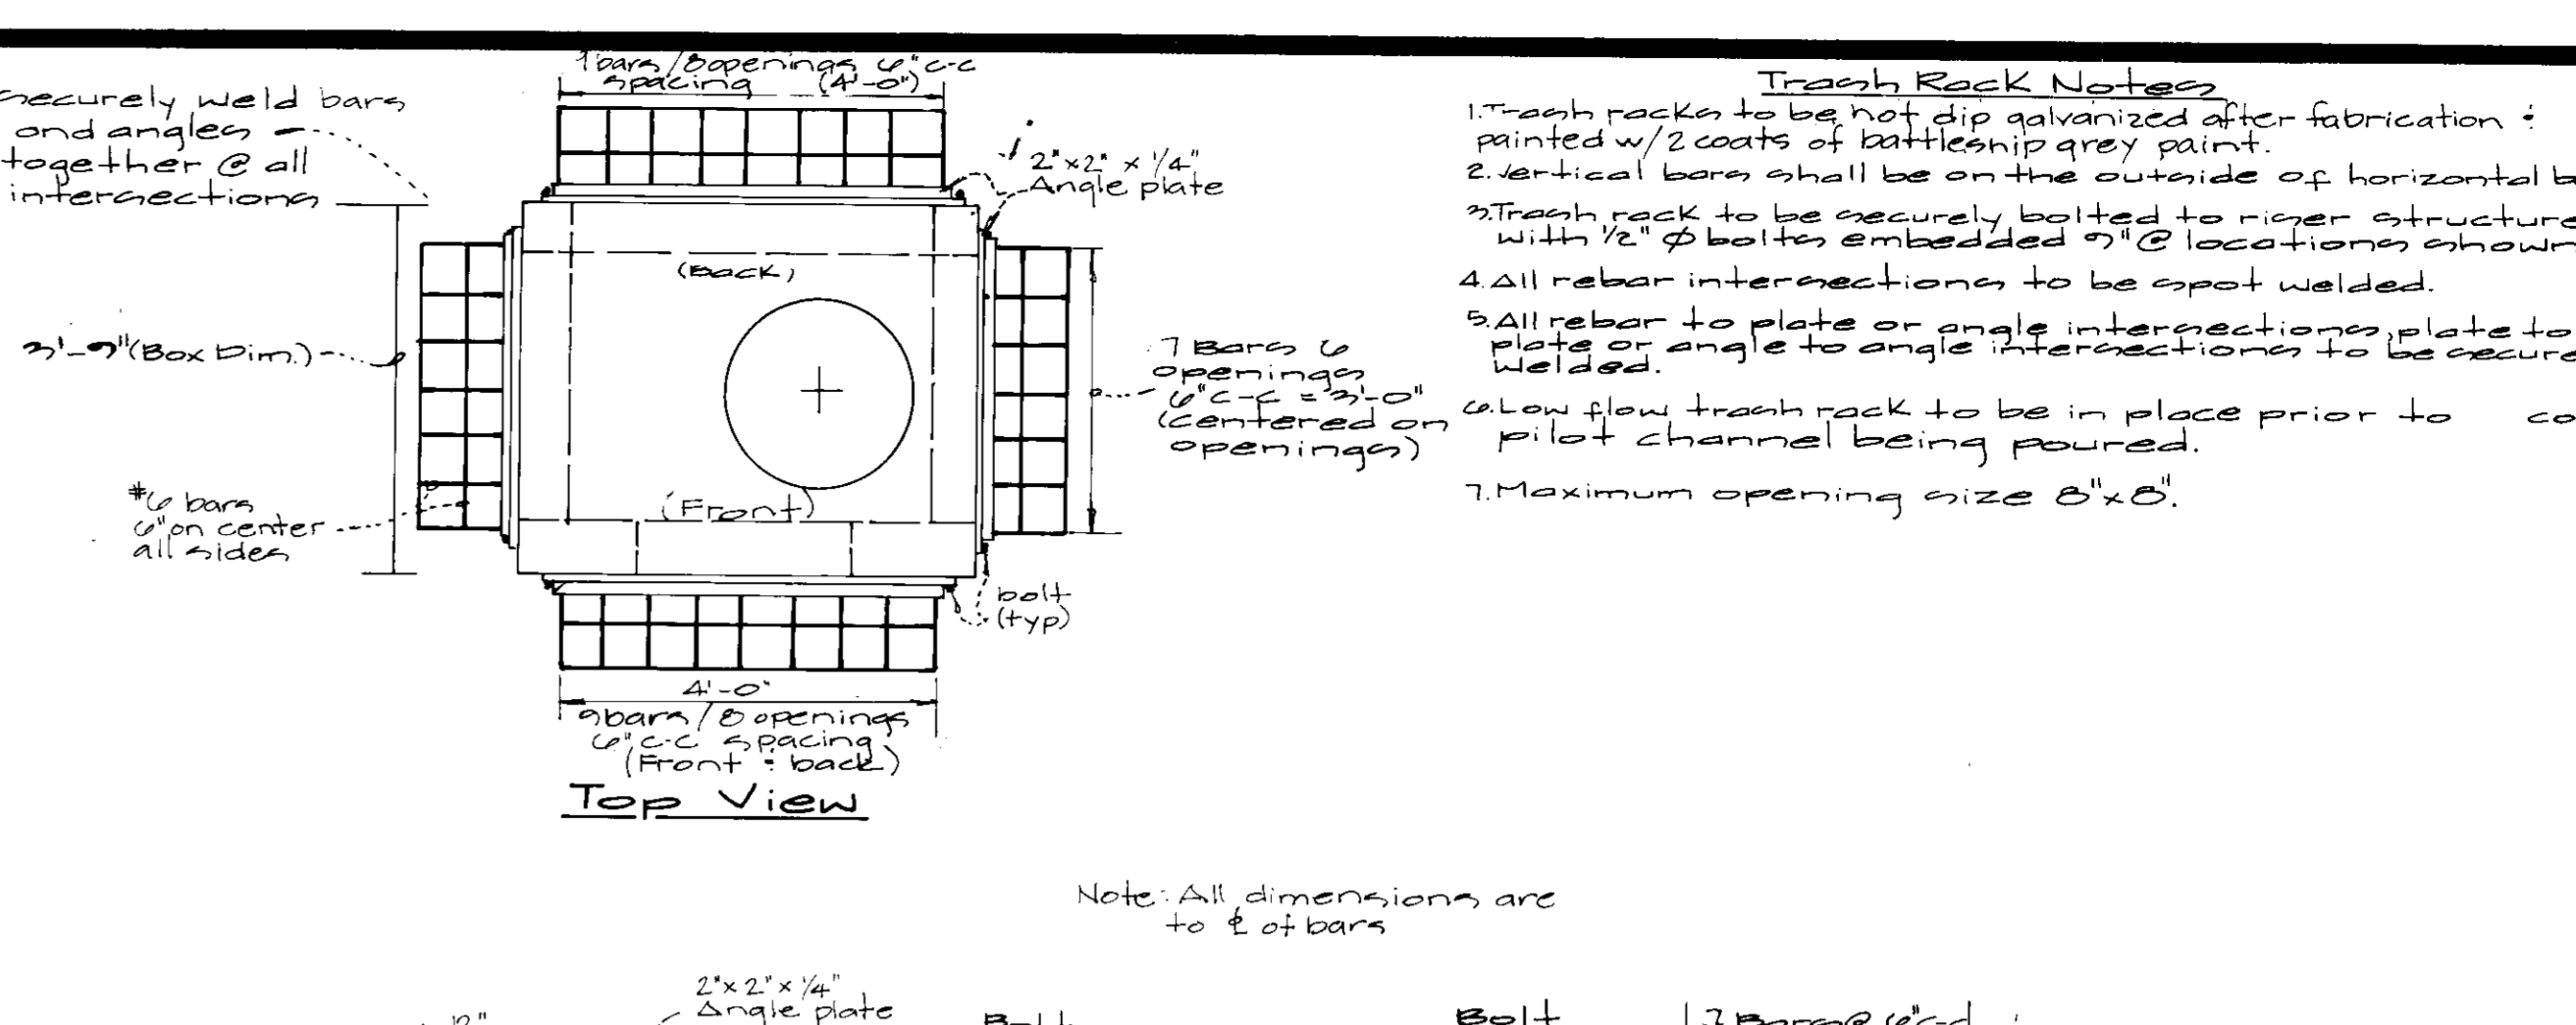 9 bars/8 openings 6" c-c
spacing (4'-0")
securely weld bars
and angles
together @ all
intersections
2"x2" x 1/4"
Angle plate
(Back)
3'-9" (Box Dim.)
7 Bars 6
openings
6" c-c = 3'-0"
(centered on
openings)
#6 bars
6" on center
all sides
(Front)
bolt
(typ)
4'-0"
9 bars/8 openings
6" c-c spacing
(Front & back)
Top View
Trash Rack Notes
1. Trash racks to be hot dip galvanized after fabrication &
painted w/2 coats of battleship grey paint.
2. Vertical bars shall be on the outside of horizontal
3. Trash rack to be securely bolted to riser structure
with 1/2" Ø bolts embedded @ locations shown
4. All rebar intersections to be spot welded.
5. All rebar to plate or angle intersections, plate to
plate or angle to angle intersections to be secure
welded.
6. Low flow trash rack to be in place prior to co
pilot channel being poured.
7. Maximum opening size 8"x8".
Note: All dimensions are
to ℄ of bars
12"
2"x2"x1/4"
Angle plate
Bolt
Bolt
Bars @ 6" c-c